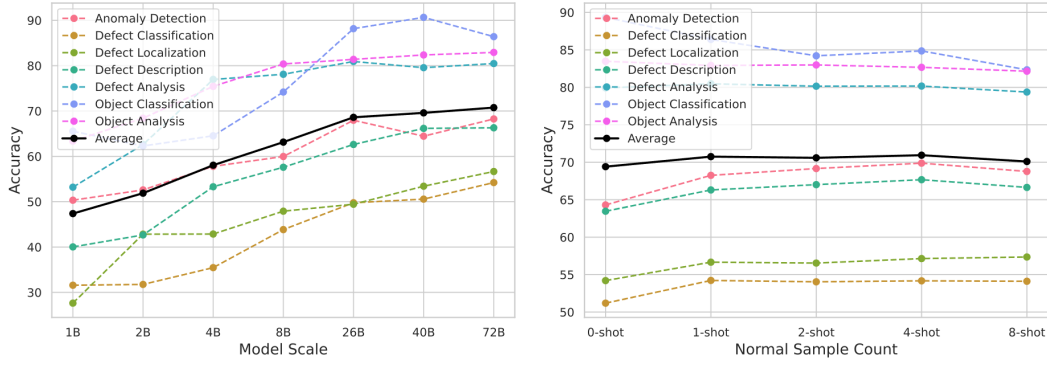 Accuracy
90
80
70
60
50
40
30
Anomaly Detection
Defect Classification
Defect Localization
Defect Description
Defect Analysis
Object Classification
Object Analysis
Average
1B 2B 4B 8B 26B 40B 72B
Model Scale
Accuracy
90
85
80
75
70
65
60
55
50
Anomaly Detection
Defect Classification
Defect Localization
Defect Description
Defect Analysis
Object Classification
Object Analysis
Average
0-shot 1-shot 2-shot 4-shot 8-shot
Normal Sample Count